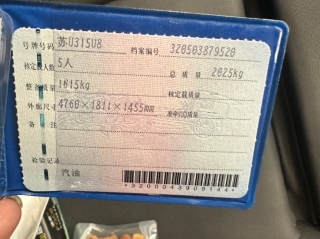 号牌号码 苏U315U8 档案编号 320503879520
核定载人数 5人 总质量 2025kg
整备质量 1615kg 核定载质量
外廓尺寸 4760×1811×1455mm 准牵引总质量
备注
检验记录
汽油
*3200043909144*